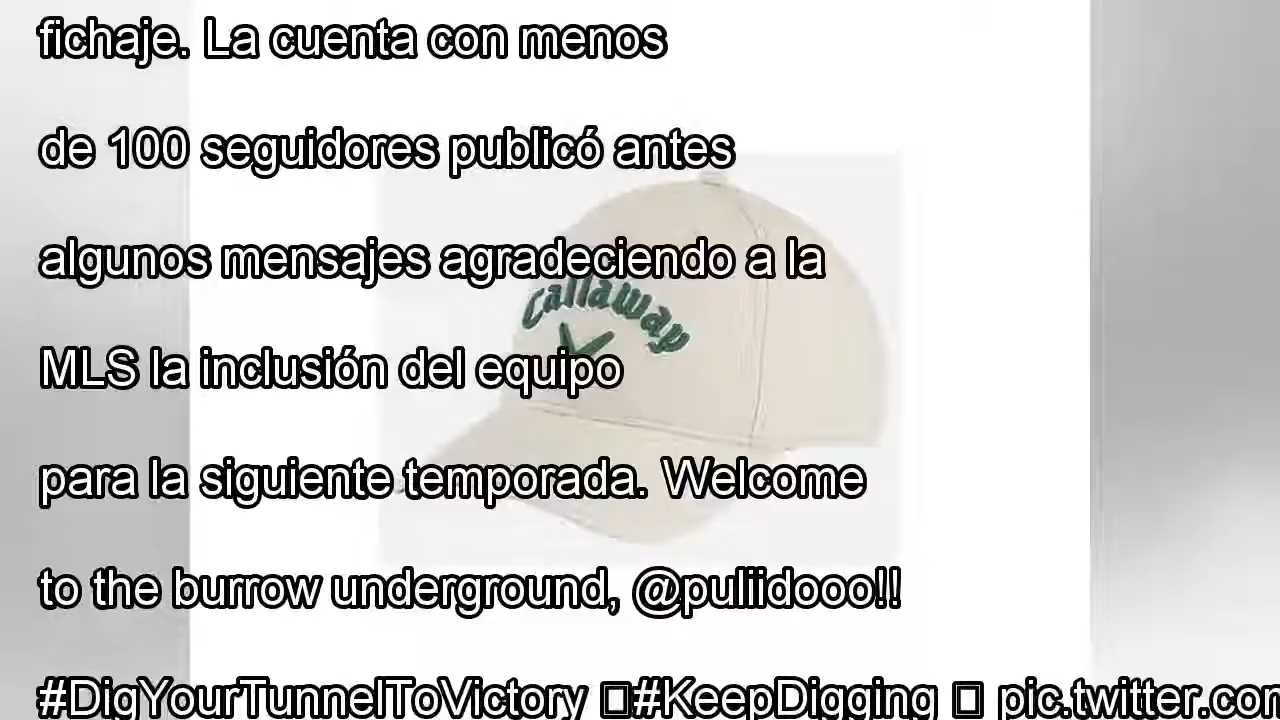 fichaje. La cuenta con menos
de 100 seguidores publicó antes
algunos mensajes agradeciendo a la
Callaway
MLS la inclusión del equipo
para la siguiente temporada. Welcome
to the burrow underground, @puliidooo!!
#DigYourTunnelToVictory #KeepDigging pic.twitter.com